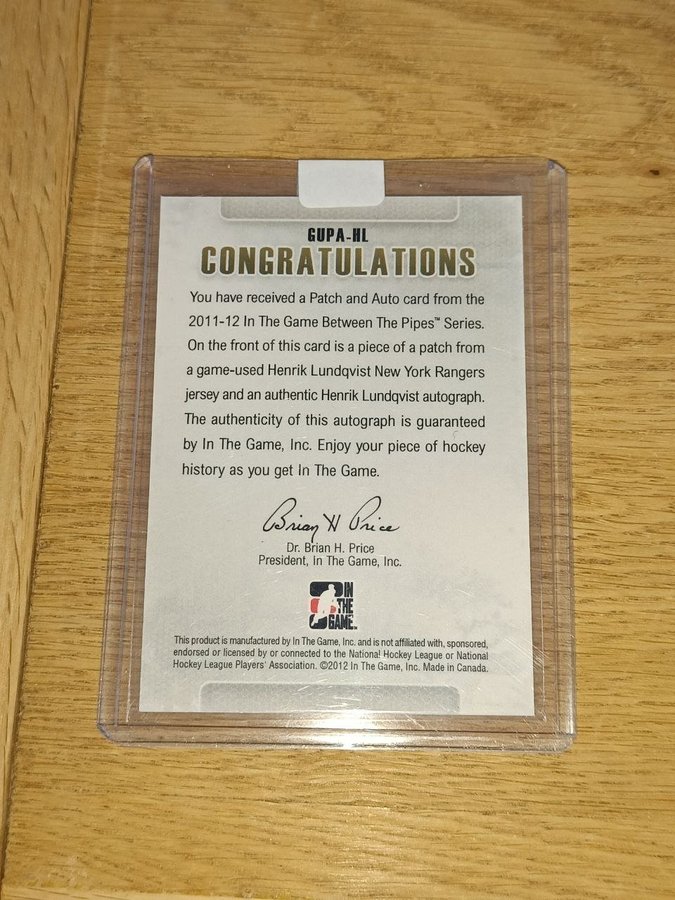 GUPA-HL
CONGRATULATIONS
You have received a Patch and Auto card from the
2011-12 In The Game Between The Pipes™ Series.
On the front of this card is a piece of a patch from
a game-used Henrik Lundqvist New York Rangers
jersey and an authentic Henrik Lundqvist autograph.
The authenticity of this autograph is guaranteed
by In The Game, Inc. Enjoy your piece of hockey
history as you get In The Game.
Brian H Price
Dr. Brian H. Price
President, In The Game, Inc.
IN
THE
GAME
This product is manufactured by In The Game, Inc. and is not affiliated with, sponsored,
endorsed or licensed by or connected to the National Hockey League or National
Hockey League Players' Association. ©2012 In The Game, Inc. Made in Canada.